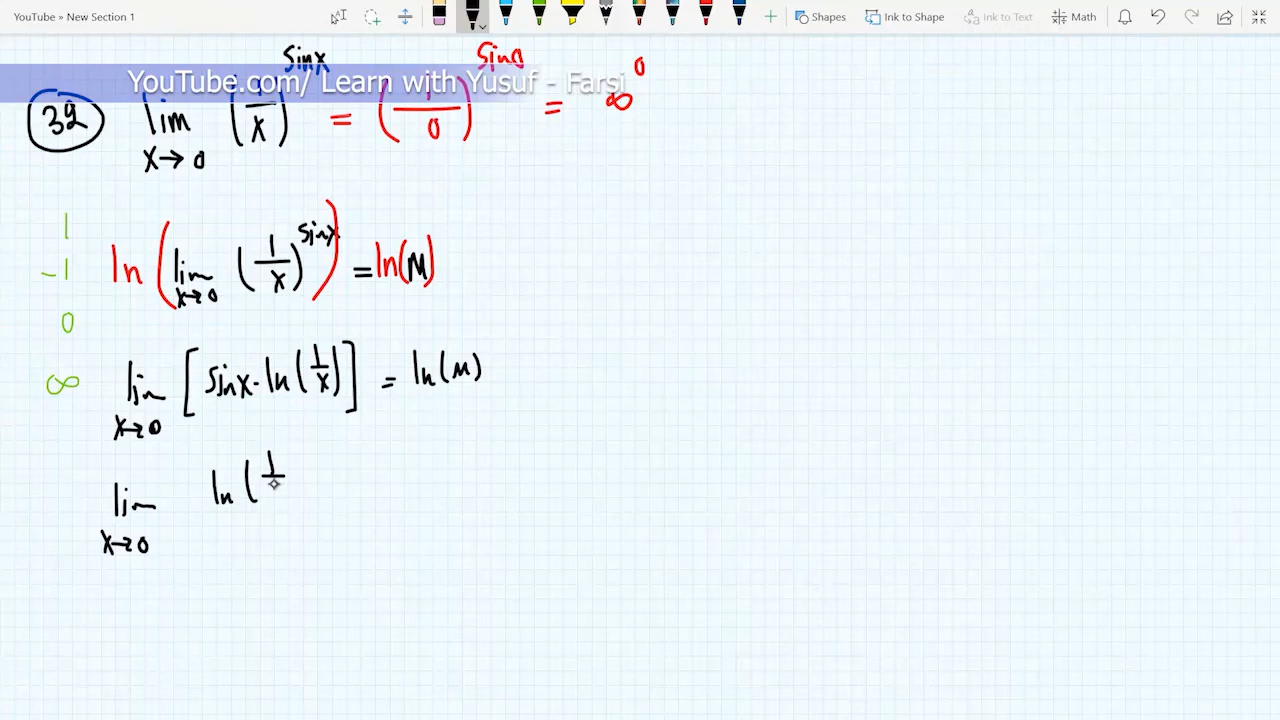 YouTube » New Section 1
Shapes Ink to Shape Ink to Text Math
YouTube.com/ Learn with Yusuf - Farsi
32 lim x→0 (1/x)^sinx = (1/0)^sin0 = ∞^0
1
-1 ln(lim x→0 (1/x)^sinx) = ln(M)
0
∞ lim x→0 [sinx·ln(1/x)] = ln(M)
lim x→0 ln(1/